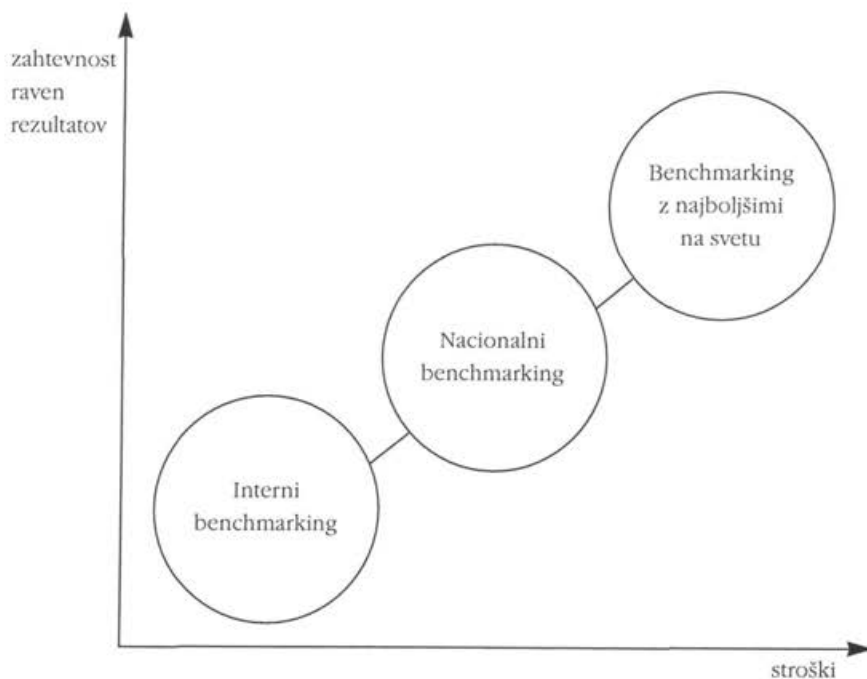 zahtevnost
raven
rezultatov
Benchmarking
z najboljšimi
na svetu
Nacionalni
benchmarking
Interni
benchmarking
stroški